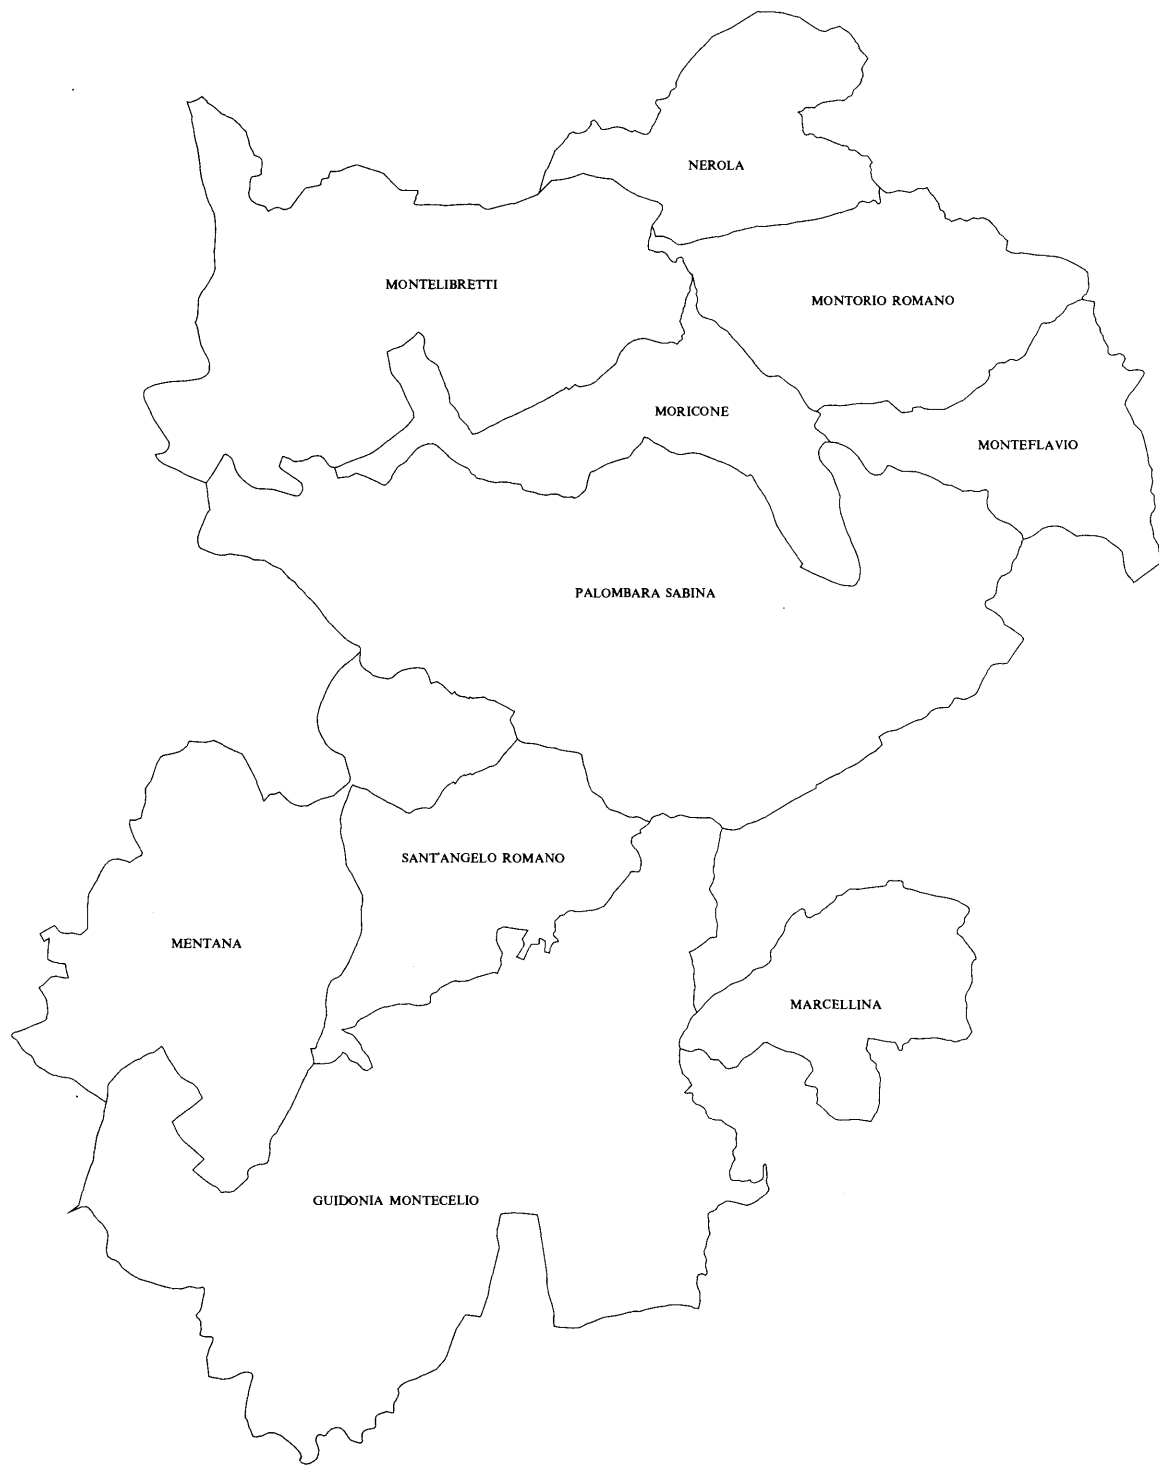 NEROLA
MONTELIBRETTI
MONTORIO ROMANO
MORICONE
MONTEFLAVIO
PALOMBARA SABINA
SANT'ANGELO ROMANO
MENTANA
MARCELLINA
GUIDONIA MONTECELIO